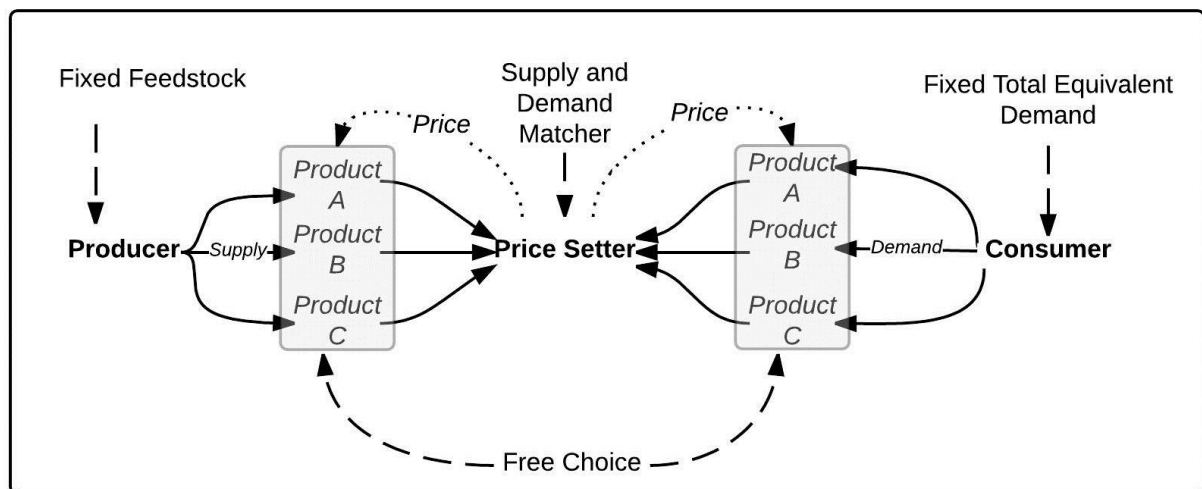 Fixed Feedstock
Supply and
Demand
Matcher
Fixed Total Equivalent
Demand
Price
Price
Product
A
Product
B
Product
C
Product
A
Product
B
Product
C
Producer
Supply
Price Setter
Demand
Consumer
Free Choice